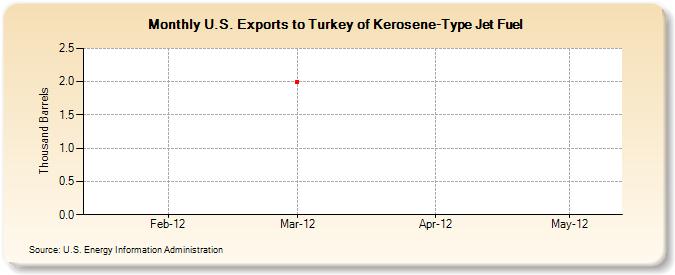 Monthly U.S. Exports to Turkey of Kerosene-Type Jet Fuel
Thousand Barrels
2.5
2.0
1.5
1.0
0.5
0.0
Feb-12 Mar-12 Apr-12 May-12
Source: U.S. Energy Information Administration